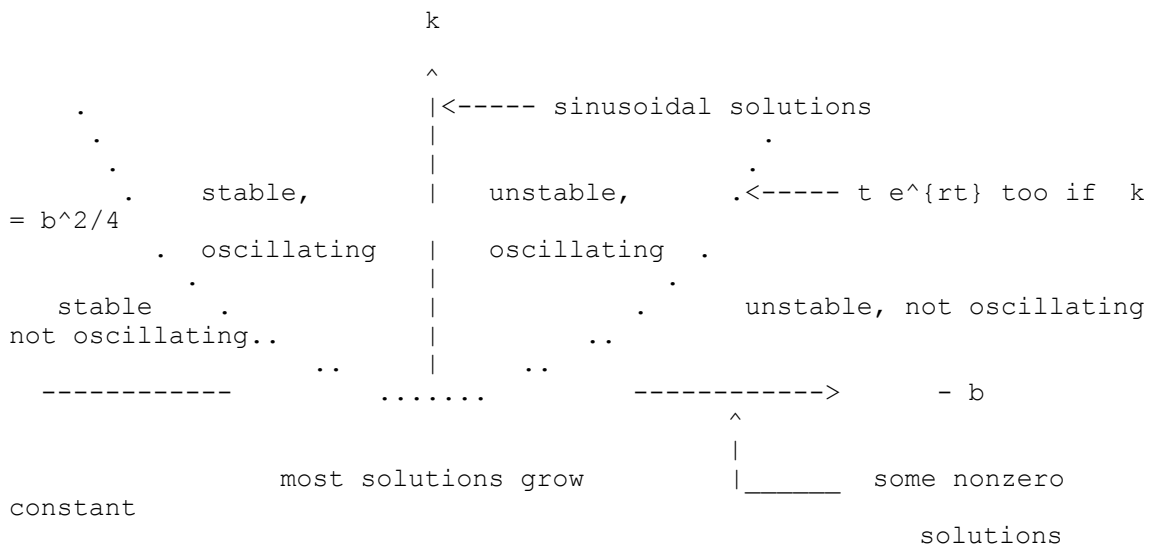 k
^
. |<----- sinusoidal solutions
. | .
. | .
. stable, | unstable, .<----- t e^{rt} too if k
= b^2/4
. oscillating | oscillating .
. | .
stable . | . unstable, not oscillating
not oscillating.. | ..
.. | ..
------------ ....... ------------> - b
^
|
most solutions grow |______ some nonzero
constant
solutions